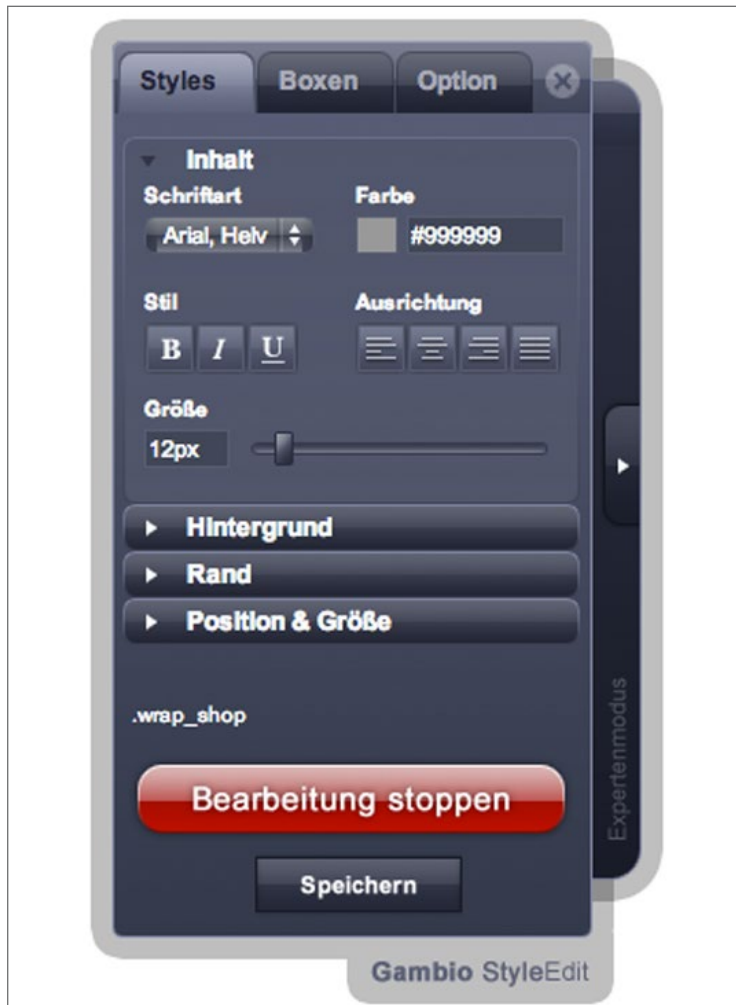 Styles Boxen Option
Inhalt
Schriftart Farbe
Arial, Helv #999999
Stil Ausrichtung
B I U
Größe
12px
Hintergrund
Rand
Position & Größe
.wrap_shop
Bearbeitung stoppen
Speichern
Expertenmodus
Gambio StyleEdit